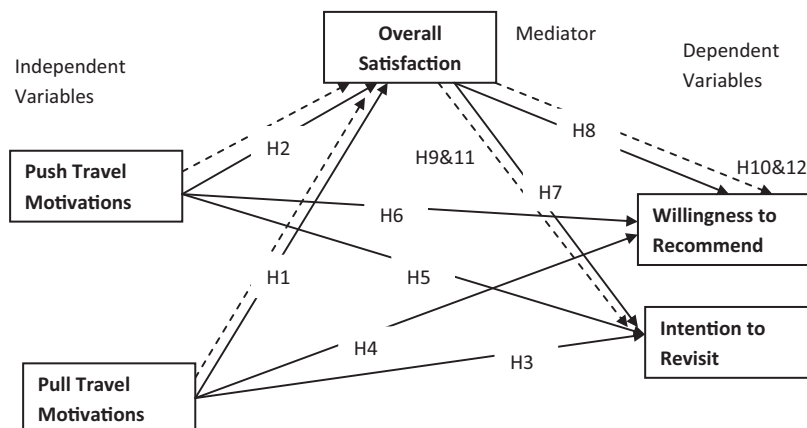 Overall
Satisfaction
Mediator
Dependent
Variables
Independent
Variables
H2
H9&11
H8
H10&12
Push Travel
Motivations
H7
H6
Willingness to
Recommend
H1
H5
H4
H3
Intention to
Revisit
Pull Travel
Motivations